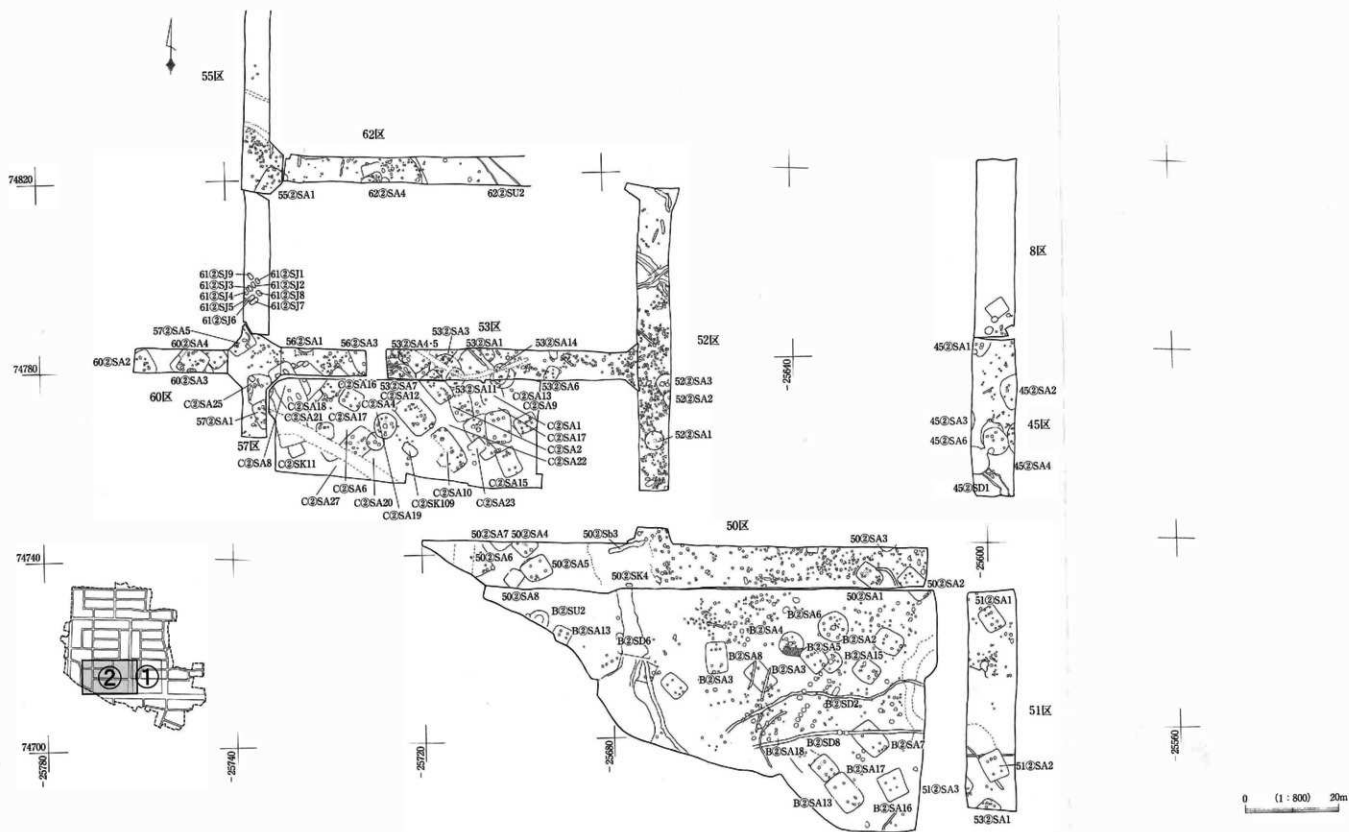 55区
62区
74820
55②SA1
62②SA4
62②SU2
8区
61②SJ9
61②SJ1
61②SJ3
61②SJ2
61②SJ4
61②SJ8
61②SJ5
61②SJ7
61②SJ6
57②SA5
60②SA4
56②SA1
56②SA3
53②SA4・5
53②SA3
53区
53②SA1
53②SA14
52区
60②SA2
45②SA1
-25640
74780
60②SA3
60区
C②SA16
53②SA7
53②SA11
C②SA13
53②SA6
52②SA3
45②SA2
C②SA12
C②SA9
52②SA2
C②SA25
C②SA18
C②SA4
C②SA21
C②SA17
C②SA1
45②SA3
45区
57②SA1
C②SA17
52②SA1
45②SA6
57区
C②SA2
C②SA22
C②SA8
C②SK11
45②SA4
C②SA6
C②SA10
C②SA15
45②SD1
C②SA27
C②SA20
C②SK109
C②SA23
C②SA19
50区
50②SA7
50②SA4
50②Sb3
50②SA3
74740
50②SA6
50②SA5
-25600
50②SK4
50②SA2
50②SA8
50②SA1
51②SA1
B②SU2
B②SA6
B②SA13
B②SA4
B②SD6
B②SA2
B②SA5
B②SA8
B②SA15
B②SA3
B②SA3
②
①
B②SD2
51区
74700
B②SD8
B②SA18
B②SA7
-25780
-25740
-25720
-25680
-25560
B②SA17
51②SA2
B②SA13
B②SA16
51②SA3
53②SA1
0 (1:800) 20m